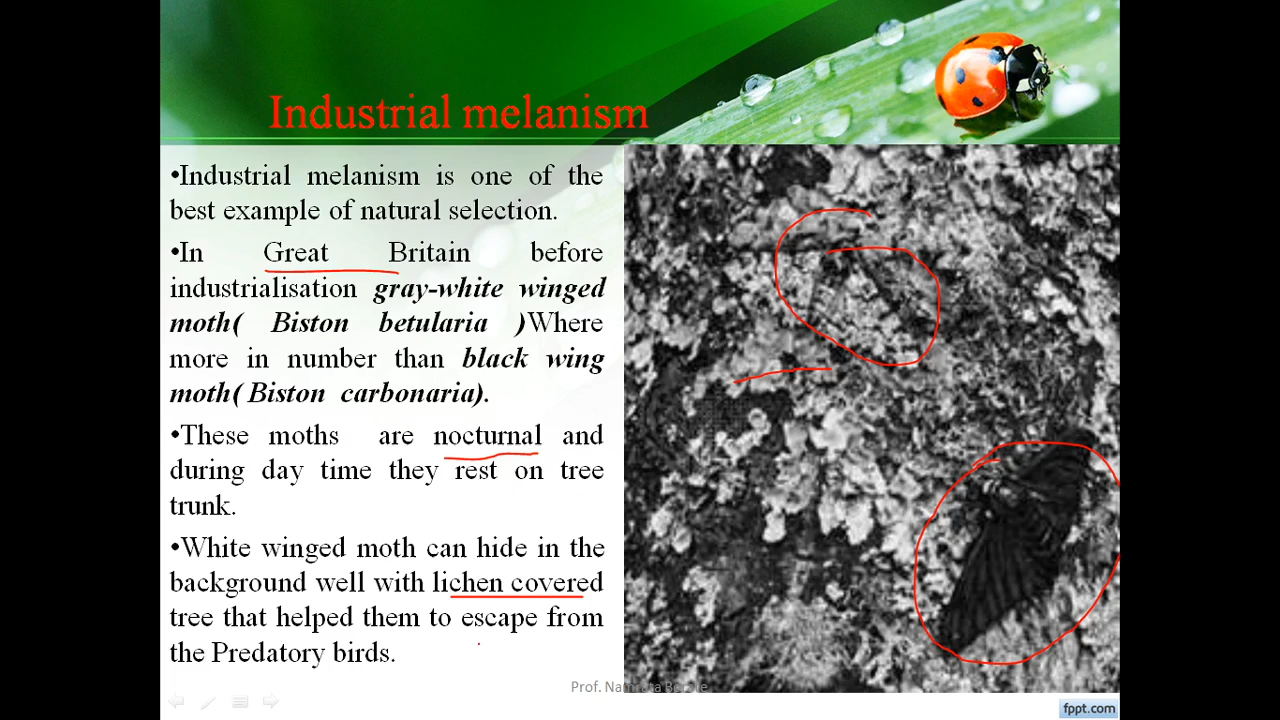 Industrial melanism
•Industrial melanism is one of the
best example of natural selection.
•In Great Britain before
industrialisation gray-white winged
moth( Biston betularia )Where
more in number than black wing
moth( Biston carbonaria).
•These moths are nocturnal and
during day time they rest on tree
trunk.
•White winged moth can hide in the
background well with lichen covered
tree that helped them to escape from
the Predatory birds.
Prof.
fppt.com